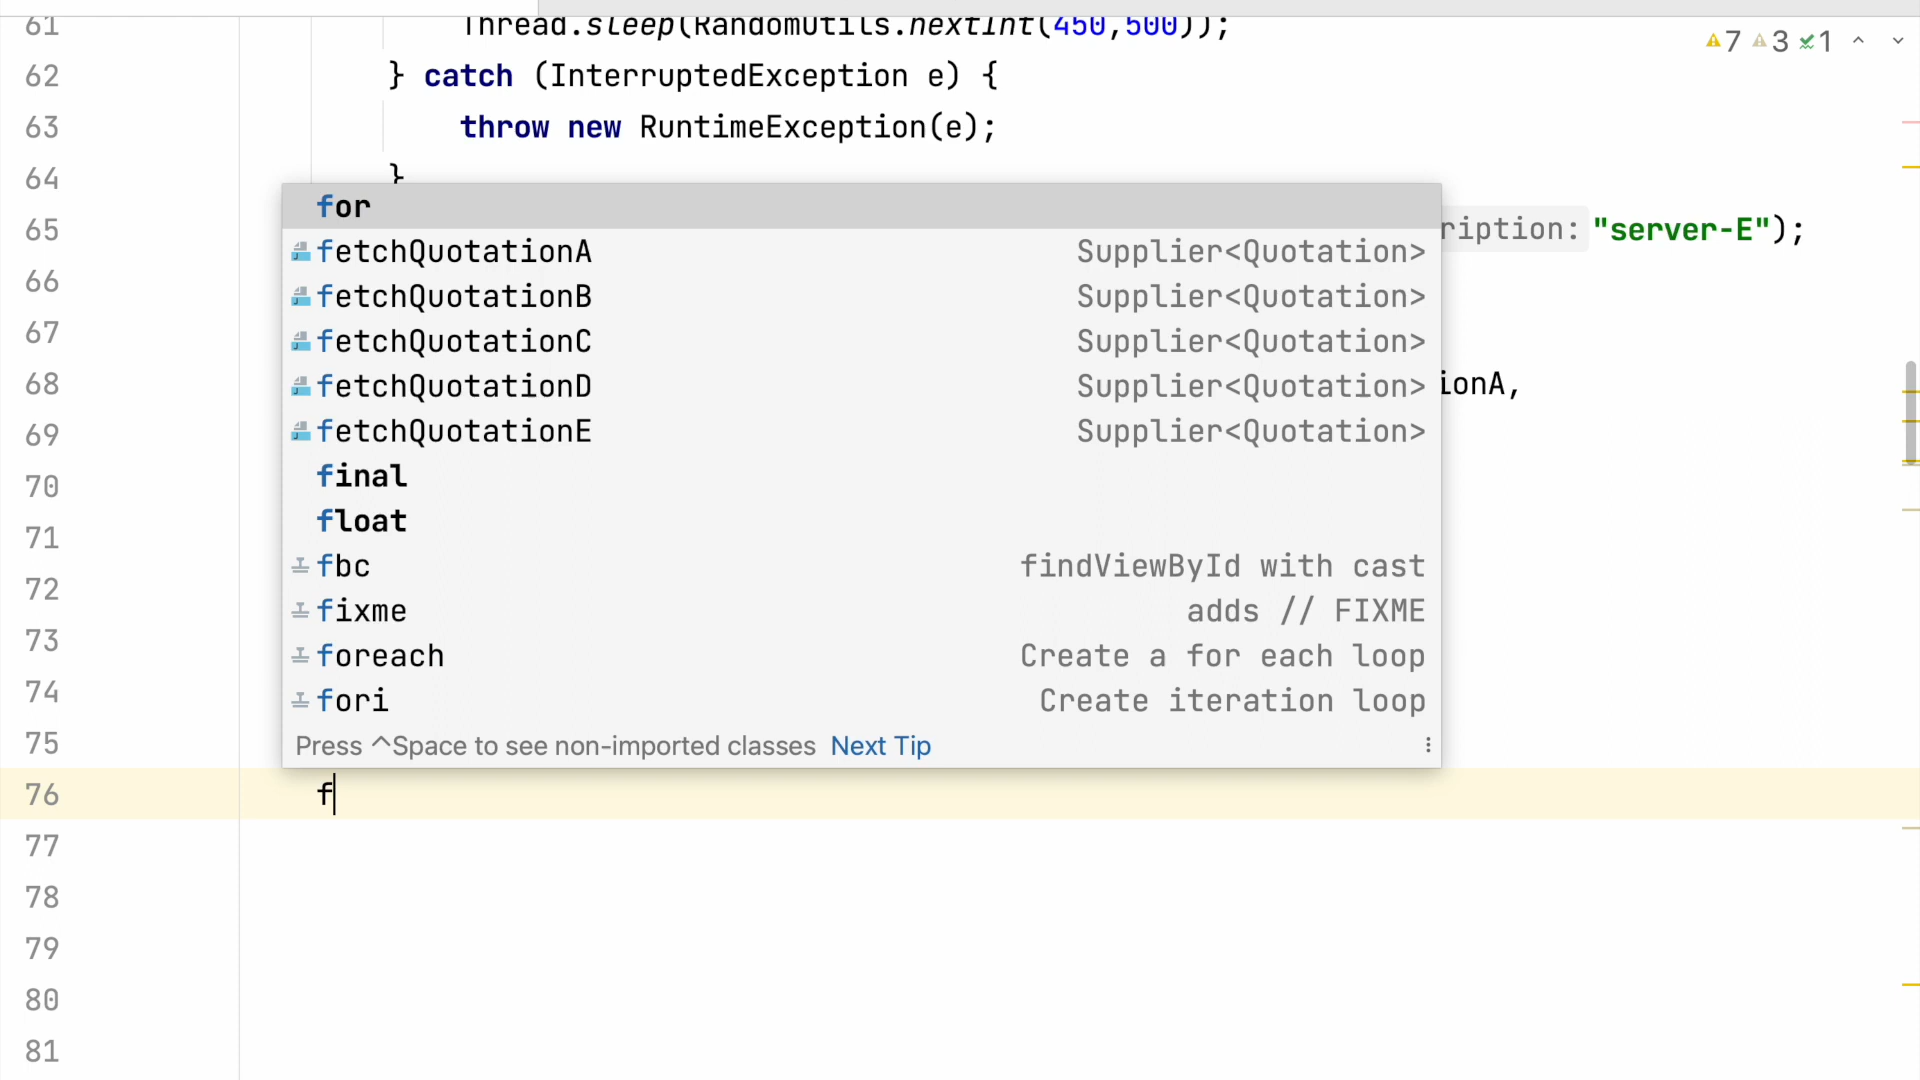 61 Thread.sleep(RandomUtils.nextInt(450,500));
7 3 1
62 } catch (InterruptedException e) {
63 throw new RuntimeException(e);
64 }
for
65 ription: "server-E");
fetchQuotationA Supplier<Quotation>
66
fetchQuotationB Supplier<Quotation>
67
fetchQuotationC Supplier<Quotation>
68 ionA,
fetchQuotationD Supplier<Quotation>
69
fetchQuotationE Supplier<Quotation>
70
final
71
float
72
fbc findViewById with cast
73
fixme adds // FIXME
foreach Create a for each loop
74
fori Create iteration loop
75
Press ^Space to see non-imported classes Next Tip
76 f
77
78
79
80
81